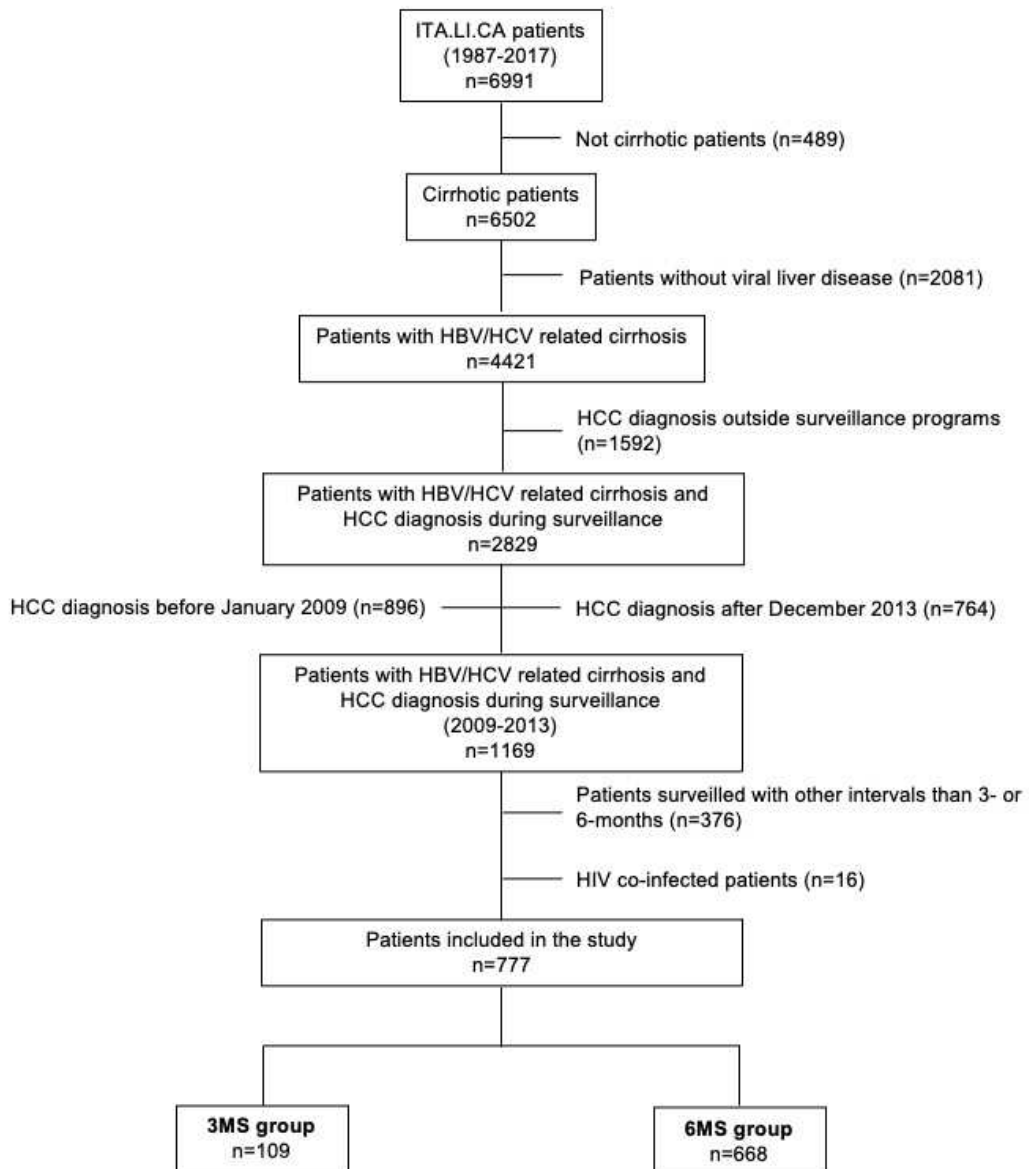 ITA.LI.CA patients
(1987-2017)
n=6991
Not cirrhotic patients (n=489)
Cirrhotic patients
n=6502
Patients without viral liver disease (n=2081)
Patients with HBV/HCV related cirrhosis
n=4421
HCC diagnosis outside surveillance programs
(n=1592)
Patients with HBV/HCV related cirrhosis and
HCC diagnosis during surveillance
n=2829
HCC diagnosis before January 2009 (n=896)
HCC diagnosis after December 2013 (n=764)
Patients with HBV/HCV related cirrhosis and
HCC diagnosis during surveillance
(2009-2013)
n=1169
Patients surveilled with other intervals than 3- or
6-months (n=376)
HIV co-infected patients (n=16)
Patients included in the study
n=777
3MS group
n=109
6MS group
n=668